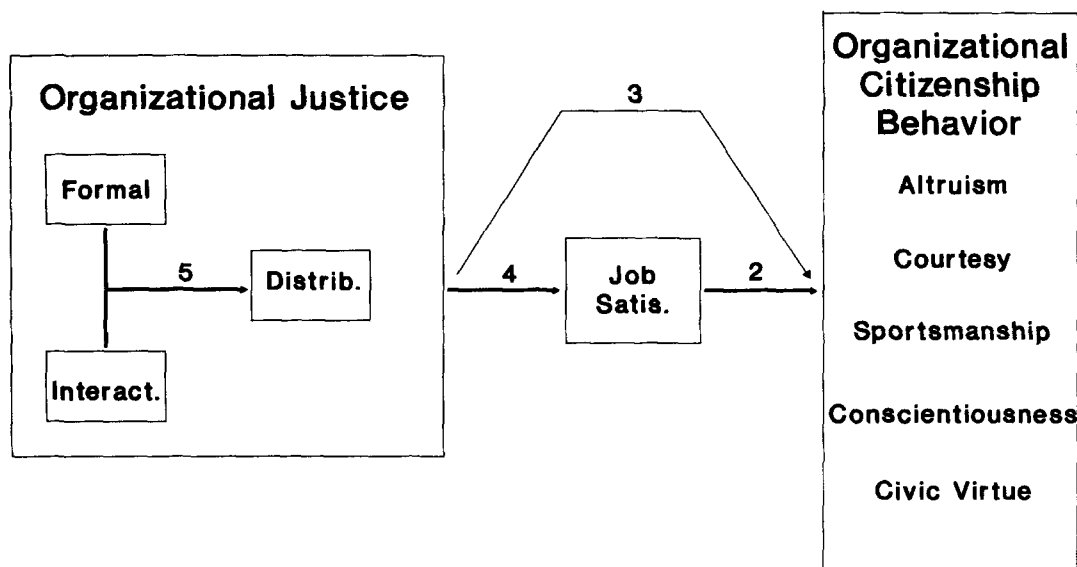 Organizational Justice
Formal
5
Distrib.
Interact.
3
4
Job
Satis.
2
Organizational
Citizenship
Behavior
Altruism
Courtesy
Sportsmanship
Conscientiousness
Civic Virtue